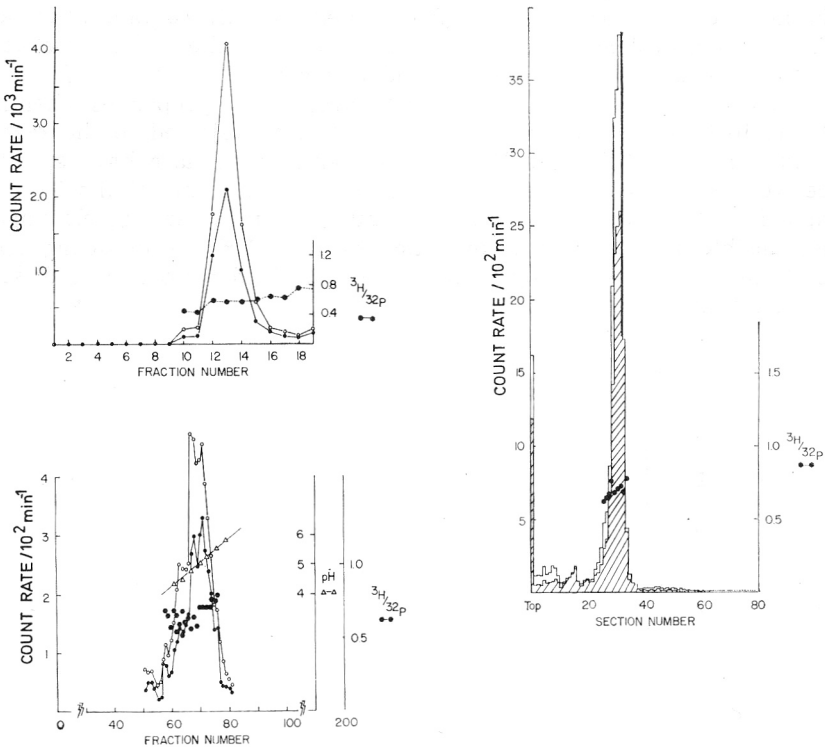 COUNT RATE / 10³ min⁻¹
4.0
3.0
2.0
1.0
1.2
0.8
0.4
³H/³²P
2 4 6 8 10 12 14 16 18
FRACTION NUMBER
COUNT RATE / 10² min⁻¹
4
3
2
1
6
5
4
pH
1.0
0.5
³H/³²P
0 40 60 80 100 200
FRACTION NUMBER
COUNT RATE / 10² min⁻¹
35
30
25
20
15
10
5
1.5
1.0
0.5
³H/³²P
Top 20 40 60 80
SECTION NUMBER